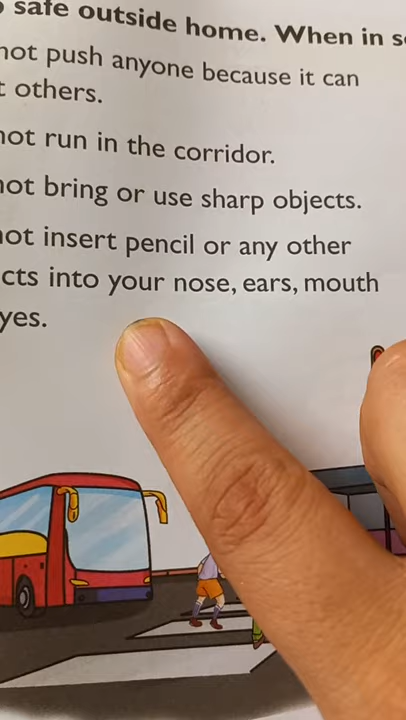 safe outside home. When in s
not push anyone because it can
t others.
not run in the corridor.
not bring or use sharp objects.
not insert pencil or any other
cts into your nose, ears, mouth
yes.